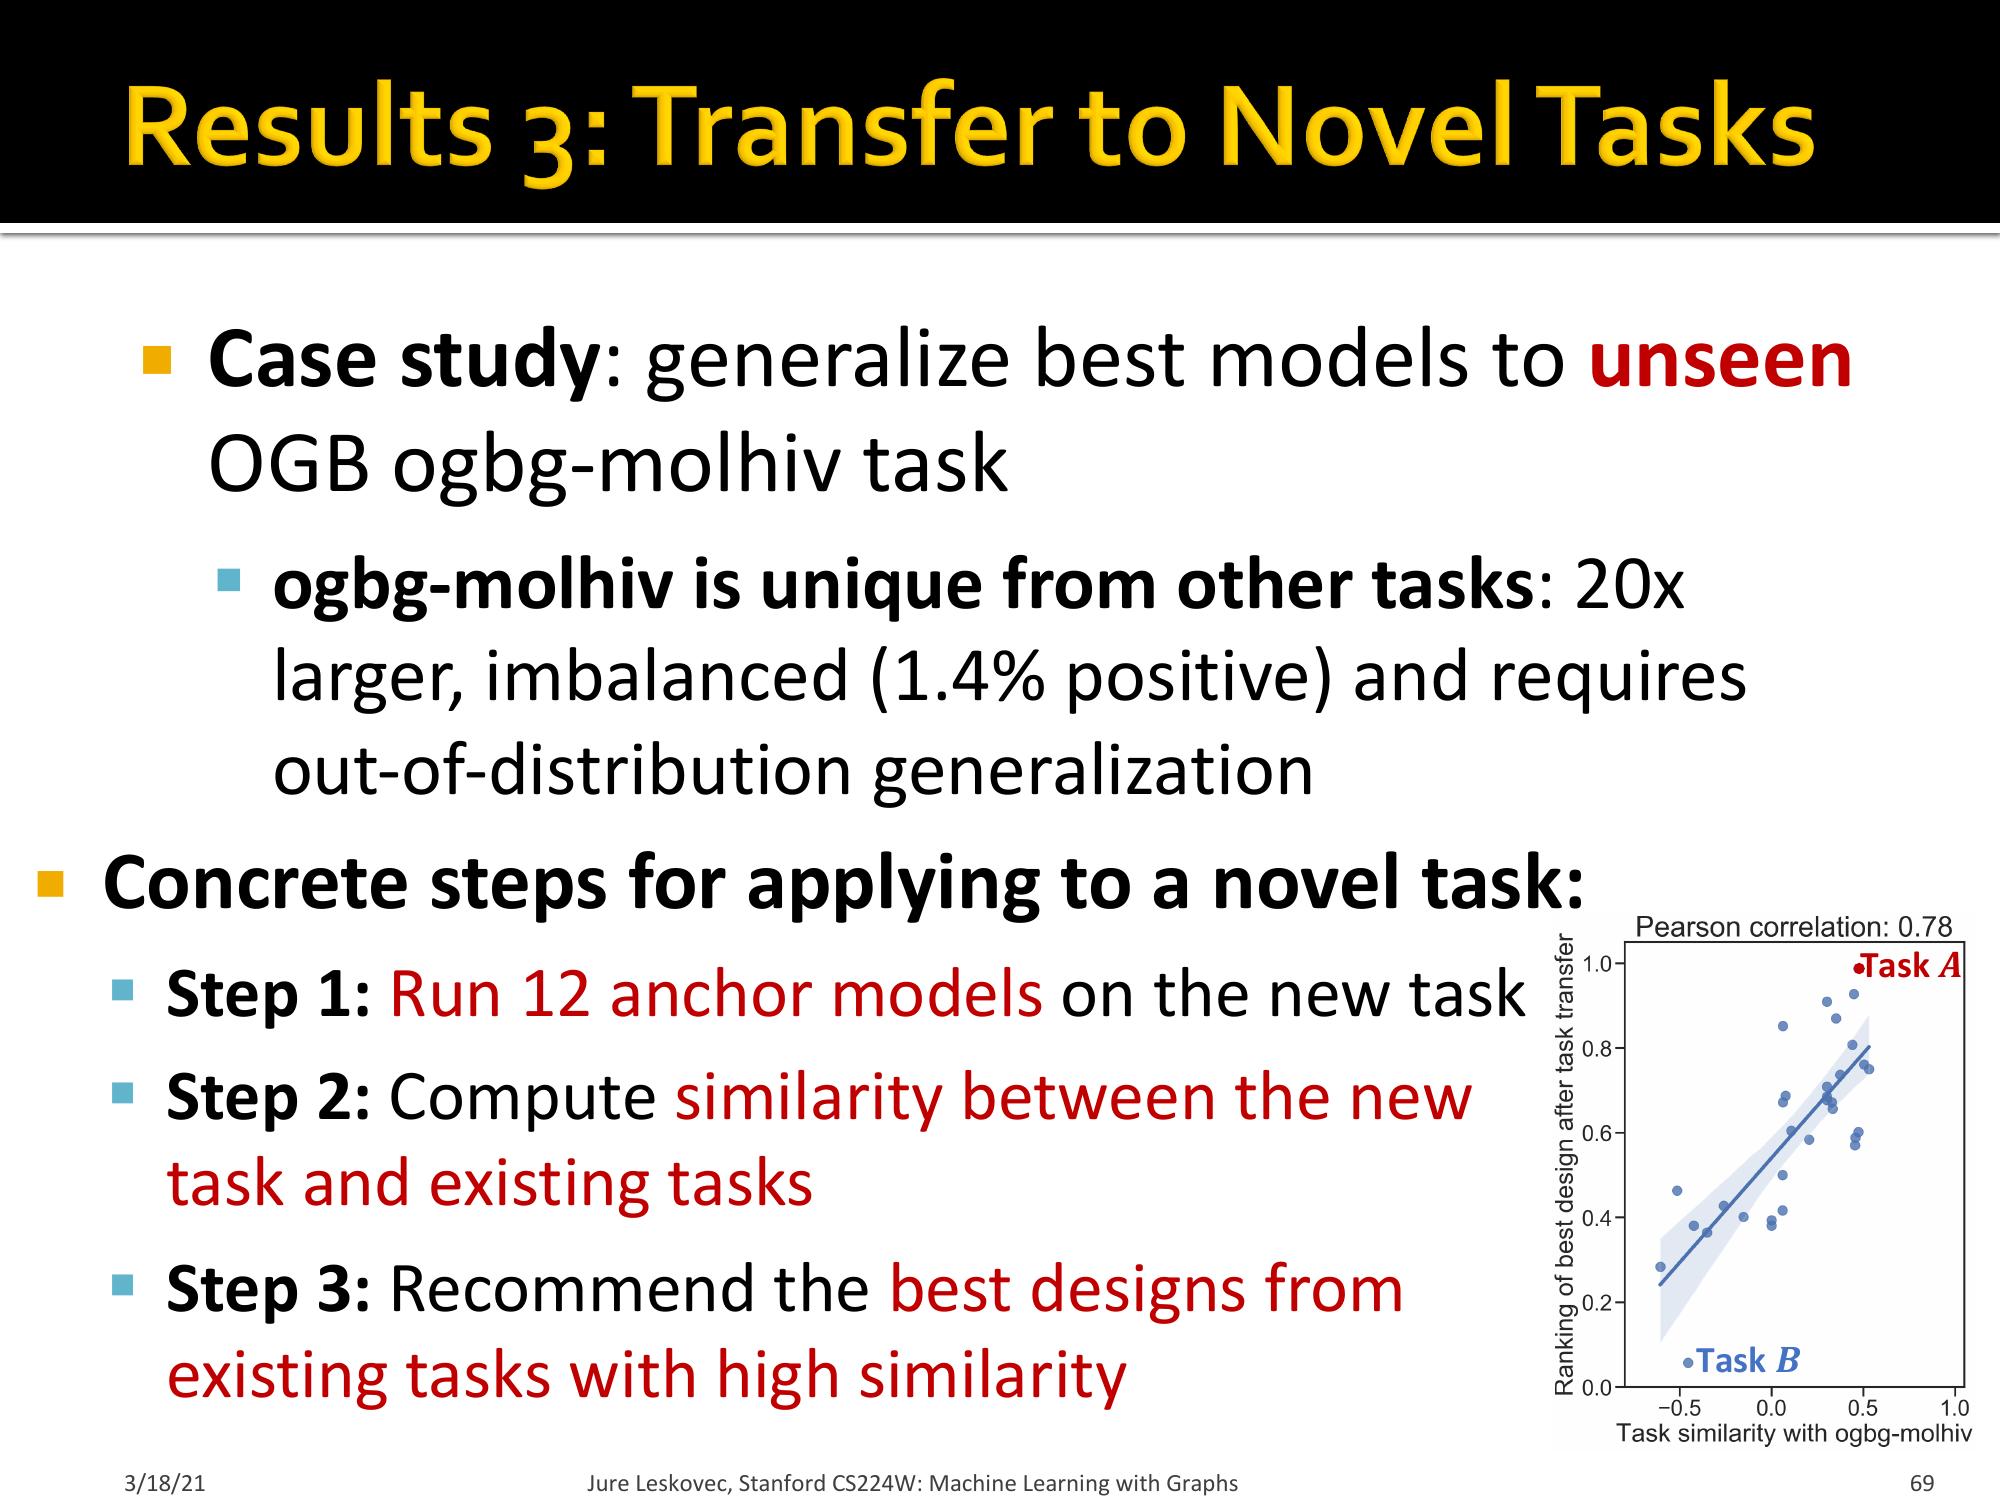 Results 3: Transfer to Novel Tasks
Case study: generalize best models to unseen
OGB ogbg-molhiv task
ogbg-molhiv is unique from other tasks: 20x
larger, imbalanced (1.4% positive) and requires
out-of-distribution generalization
Concrete steps for applying to a novel task:
Step 1: Run 12 anchor models on the new task
Step 2: Compute similarity between the new
task and existing tasks
Step 3: Recommend the best designs from
existing tasks with high similarity
Pearson correlation: 0.78
Ranking of best design after task transfer
1.0
0.8
0.6
0.4
0.2
0.0
Task A
Task B
−0.5 0.0 0.5 1.0
Task similarity with ogbg-molhiv
3/18/21
Jure Leskovec, Stanford CS224W: Machine Learning with Graphs
69